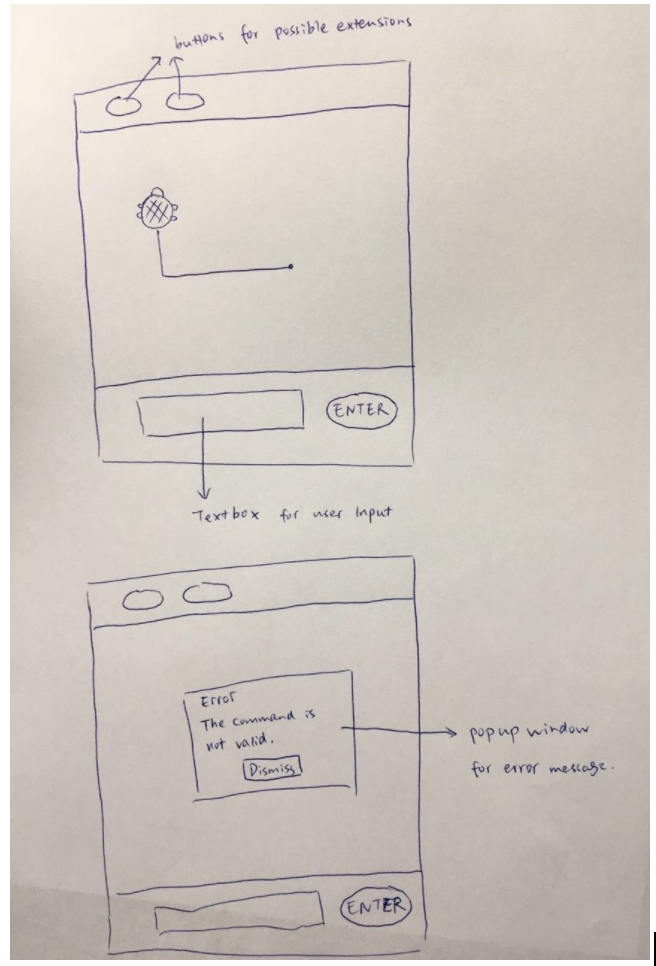 buttons for possible extensions
ENTER
Textbox for user Input
Error
The command is
not valid.
Dismiss
popup window
for error message.
ENTER